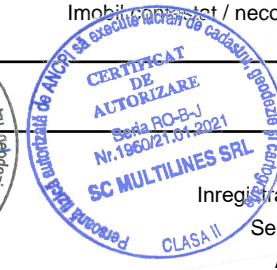 Imobil contestat / neco
Persoană fizică autorizată de ANCPI să execute lucrări de cadastru, geodezie și cartografie
CERTIFICAT
DE
AUTORIZARE
Seria RO-B-J
Nr.1960/21.01.2021
SC MULTILINES SRL
CLASA II
Inregistra
Se